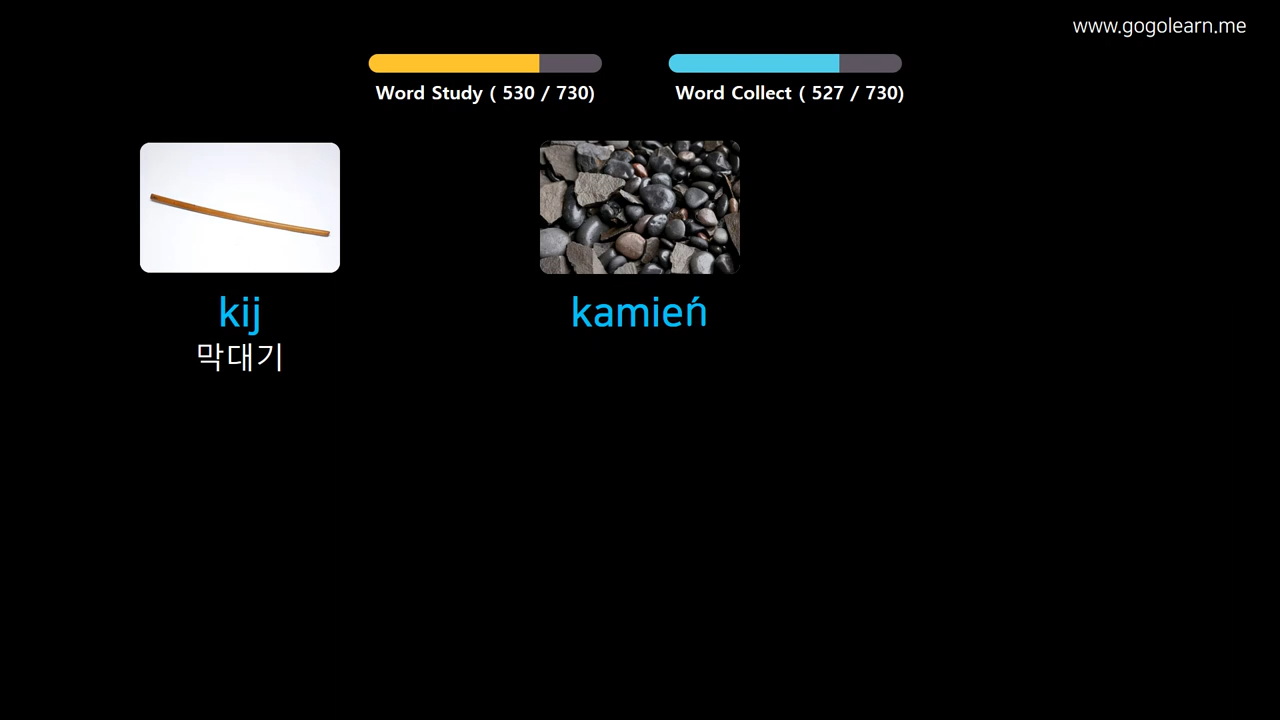 www.gogolearn.me
Word Study ( 530 / 730)
Word Collect ( 527 / 730)
kij
막대기
kamień